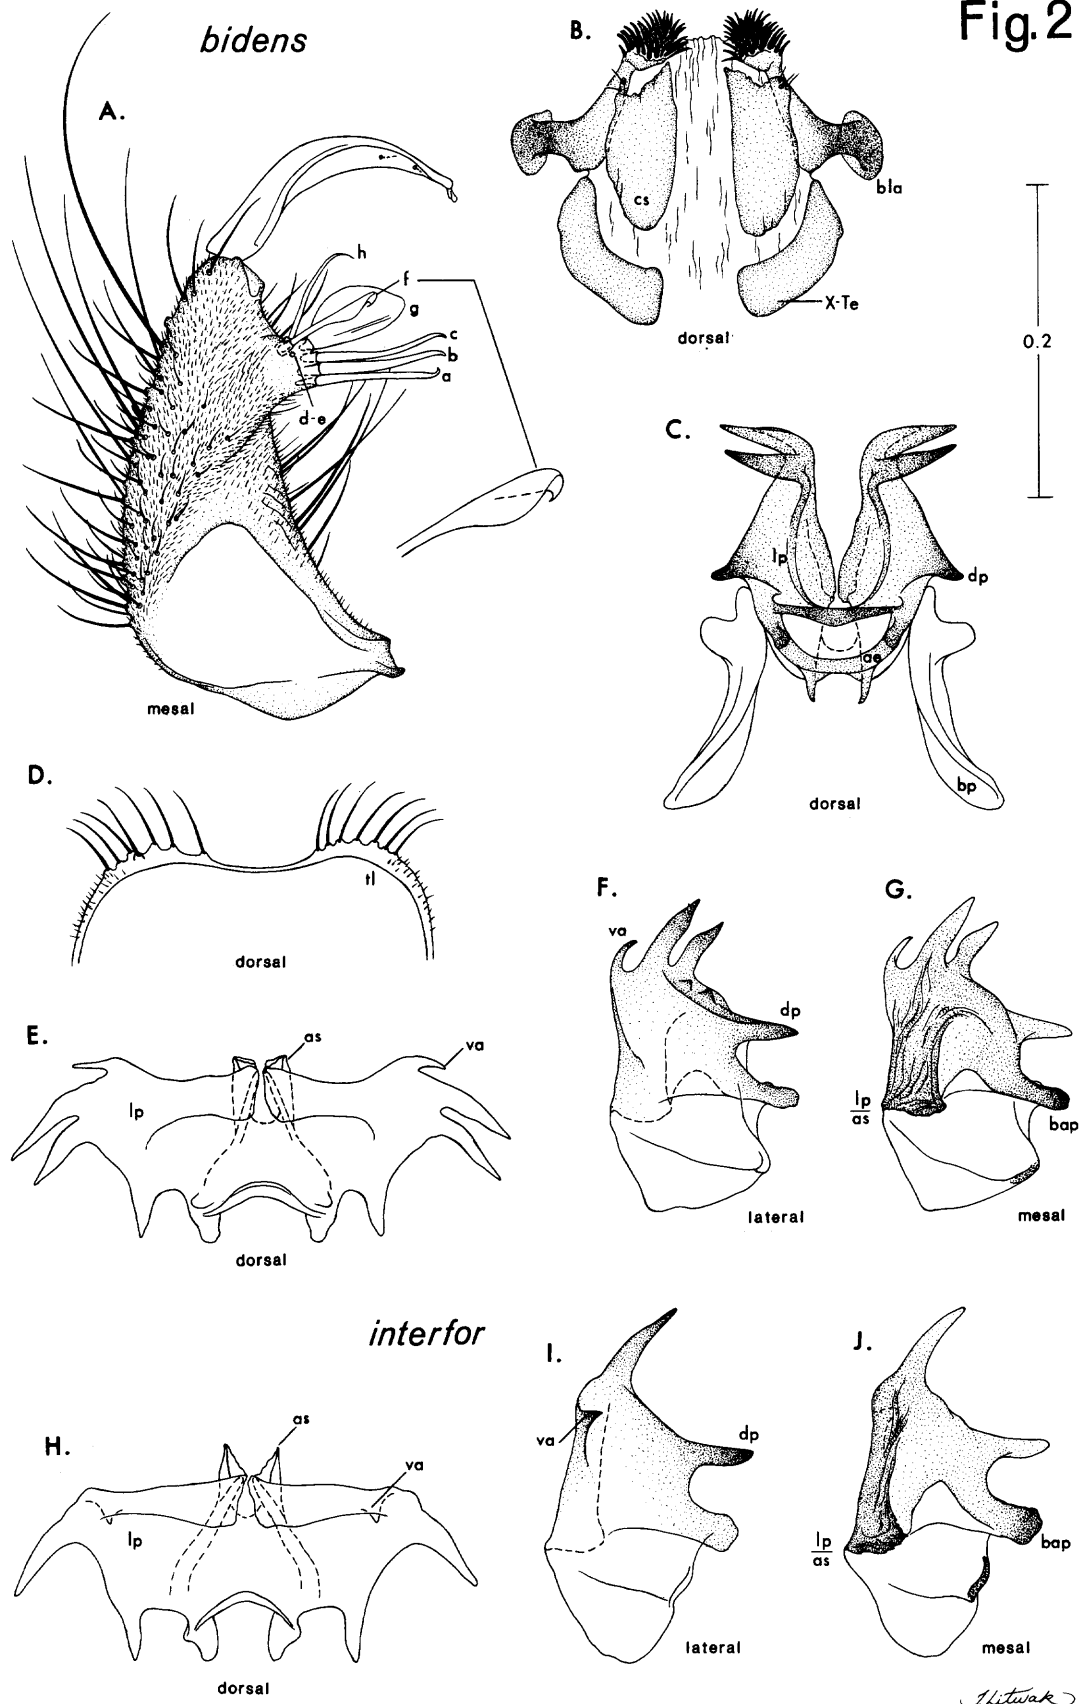 Fig. 2
bidens
A.
h
f
g
c
b
a
d-e
mesal
B.
cs
bla
X-Te
dorsal
0.2
C.
lp
dp
ae
bp
dorsal
D.
tl
dorsal
E.
as
va
lp
dorsal
F.
va
dp
lateral
G.
lp
as
bap
mesal
interfor
H.
as
va
lp
dorsal
I.
va
dp
lateral
J.
lp
as
bap
mesal